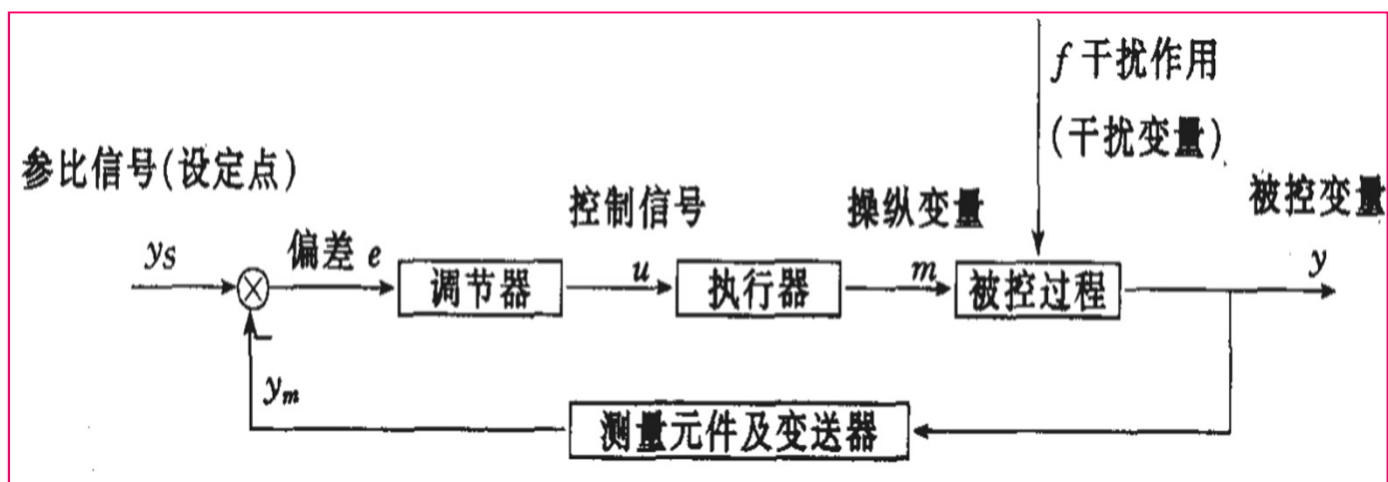 f 干扰作用
(干扰变量)
参比信号(设定点)
控制信号
操纵变量
被控变量
yS
偏差 e
调节器
u
执行器
m
被控过程
y
ym
测量元件及变送器